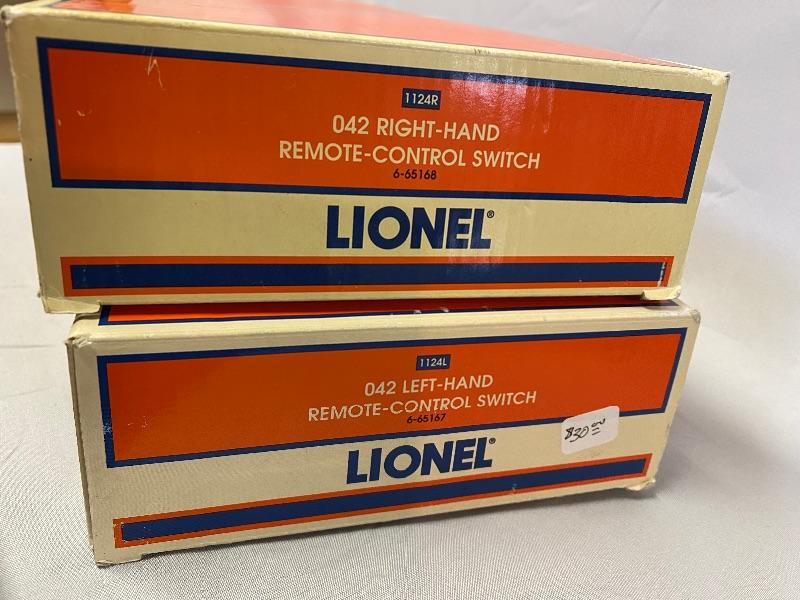 1124R
042 RIGHT-HAND
REMOTE-CONTROL SWITCH
6-65168
LIONEL®
1124L
042 LEFT-HAND
REMOTE-CONTROL SWITCH
6-65167
$30.00
LIONEL®